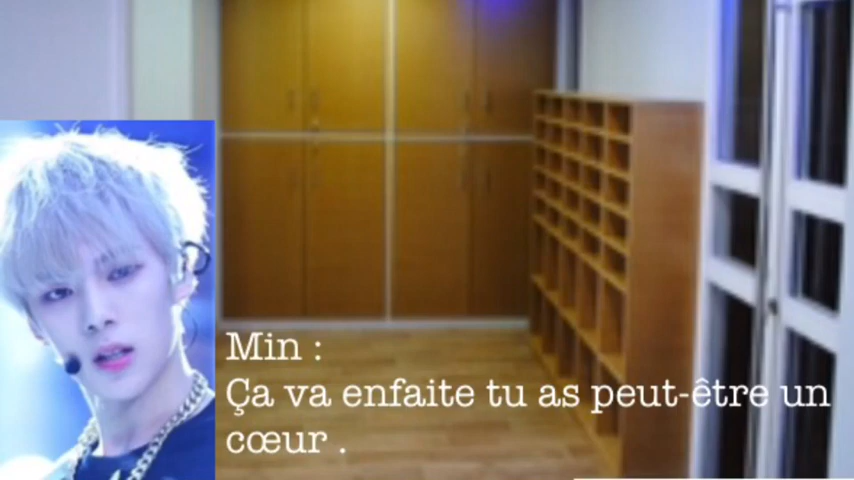 Min :
Ça va enfaite tu as peut-être un
cœur .